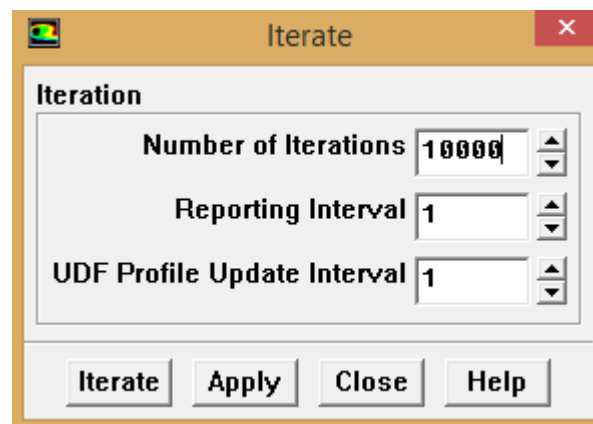 Iterate
Iteration
Number of Iterations 10000
Reporting Interval 1
UDF Profile Update Interval 1
Iterate Apply Close Help